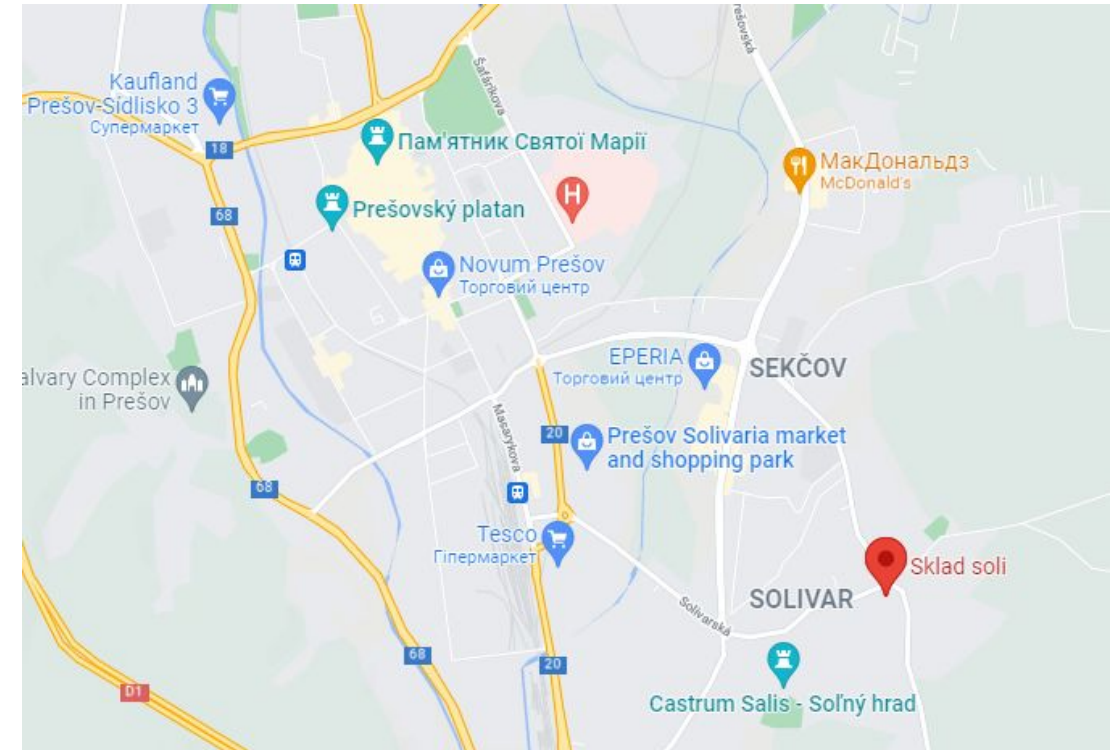 rešovská
Šafárikova
Kaufland
Prešov-Sídlisko 3
Супермаркет
18
Пам'ятник Святої Марії
МакДональдз
McDonald's
H
Prešovský platan
68
Novum Prešov
Торговий центр
EPERIA
Торговий центр
SEKČOV
alvary Complex
in Prešov
Masarykova
20
Prešov Solivaria market
and shopping park
68
Tesco
Гіпермаркет
Sklad soli
SOLIVAR
Solivarská
68
20
D1
Castrum Salis - Soľný hrad